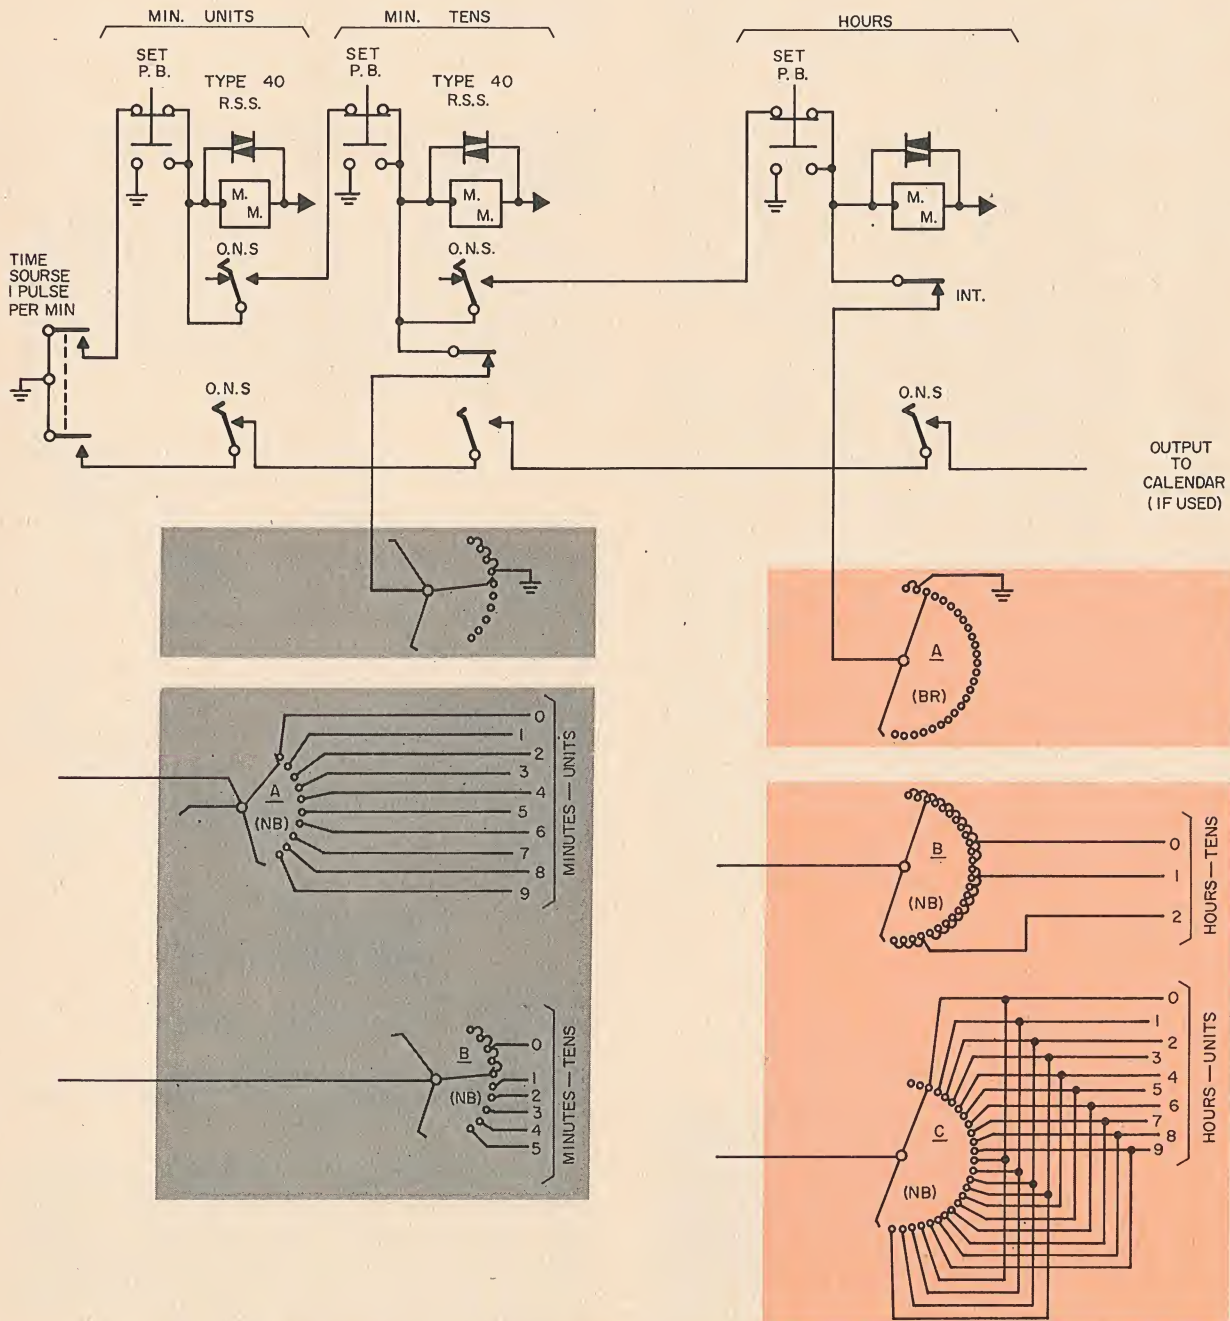 MIN. UNITS
MIN. TENS
HOURS
SET
P.B.
TYPE 40
R.S.S.
SET
P.B.
TYPE 40
R.S.S.
SET
P.B.
M.
M.
M.
M.
M.
M.
O.N.S
O.N.S.
INT.
TIME
SOURSE
1 PULSE
PER MIN
O.N.S
O.N.S
OUTPUT
TO
CALENDAR
(IF USED)
A
(BR)
A
(NB)
0
1
2
3
4
5
6
7
8
9
MINUTES—UNITS
B
(NB)
0
1
2
HOURS—TENS
B
(NB)
0
1
2
3
4
5
MINUTES—TENS
C
(NB)
0
1
2
3
4
5
6
7
8
9
HOURS—UNITS